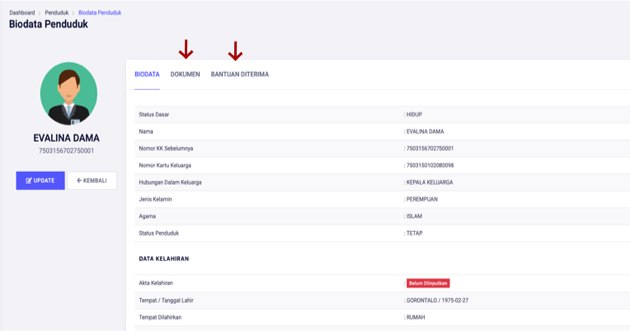 Dashboard > Penduduk > Biodata Penduduk
Biodata Penduduk
BIODATA DOKUMEN BANTUAN DITERIMA
EVALINA DAMA
7503156702750001
UPDATE KEMBALI
Status Dasar : HIDUP
Nama : EVALINA DAMA
Nomor KK Sebelumnya : 7503156702750001
Nomor Kartu Keluarga : 7503150102080098
Hubungan Dalam Keluarga : KEPALA KELUARGA
Jenis Kelamin : PEREMPUAN
Agama : ISLAM
Status Penduduk : TETAP
DATA KELAHIRAN
Akta Kelahiran : Belum Diinputkan
Tempat / Tanggal Lahir : GORONTALO / 1975-02-27
Tempat Dilahirkan : RUMAH